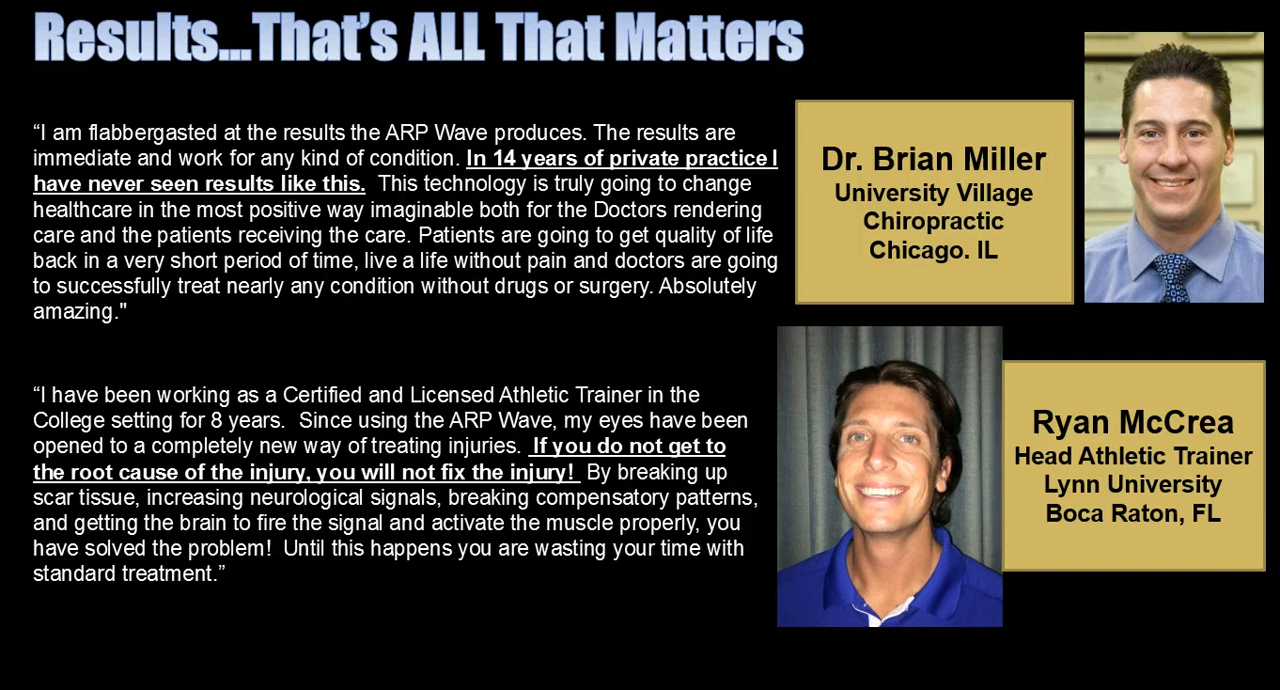 Results...That's ALL That Matters
“I am flabbergasted at the results the ARP Wave produces. The results are
immediate and work for any kind of condition. In 14 years of private practice I
have never seen results like this.  This technology is truly going to change
healthcare in the most positive way imaginable both for the Doctors rendering
care and the patients receiving the care. Patients are going to get quality of life
back in a very short period of time, live a life without pain and doctors are going
to successfully treat nearly any condition without drugs or surgery. Absolutely
amazing."
Dr. Brian Miller
University Village
Chiropractic
Chicago. IL
“I have been working as a Certified and Licensed Athletic Trainer in the
College setting for 8 years.  Since using the ARP Wave, my eyes have been
opened to a completely new way of treating injuries.  If you do not get to
the root cause of the injury, you will not fix the injury!  By breaking up
scar tissue, increasing neurological signals, breaking compensatory patterns,
and getting the brain to fire the signal and activate the muscle properly, you
have solved the problem!  Until this happens you are wasting your time with
standard treatment.”
Ryan McCrea
Head Athletic Trainer
Lynn University
Boca Raton, FL